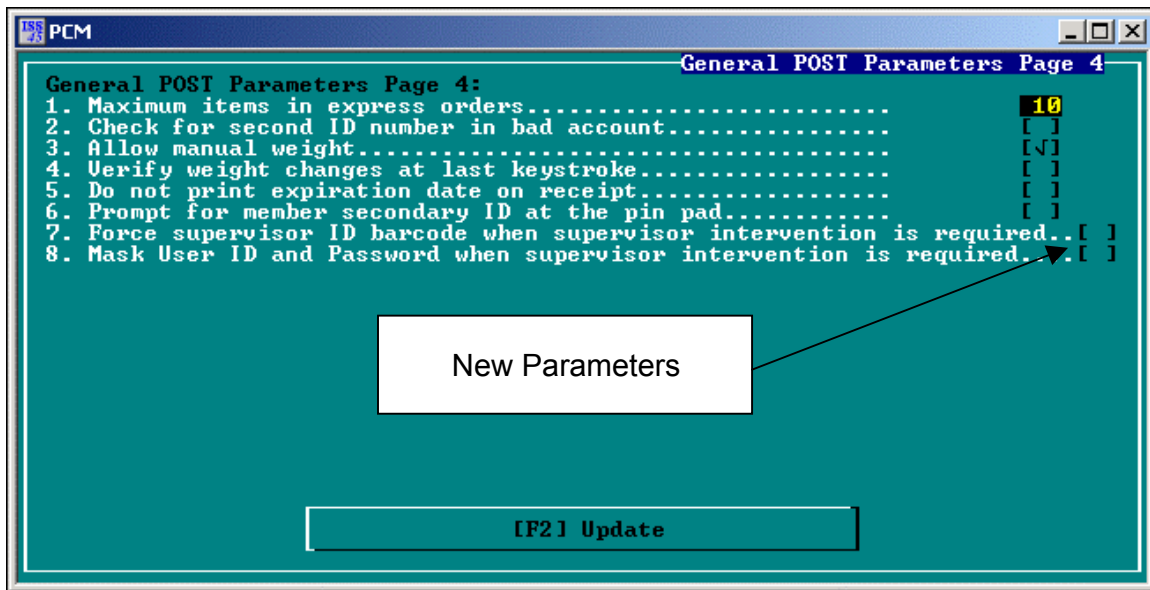 ISS
45 PCM
General POST Parameters Page 4
General POST Parameters Page 4:
1. Maximum items in express orders............................ 10
2. Check for second ID number in bad account................. [ ]
3. Allow manual weight....................................... [√]
4. Verify weight changes at last keystroke................... [ ]
5. Do not print expiration date on receipt................... [ ]
6. Prompt for member secondary ID at the pin pad............. [ ]
7. Force supervisor ID barcode when supervisor intervention is required..[ ]
8. Mask User ID and Password when supervisor intervention is required....[ ]
New Parameters
[F2] Update